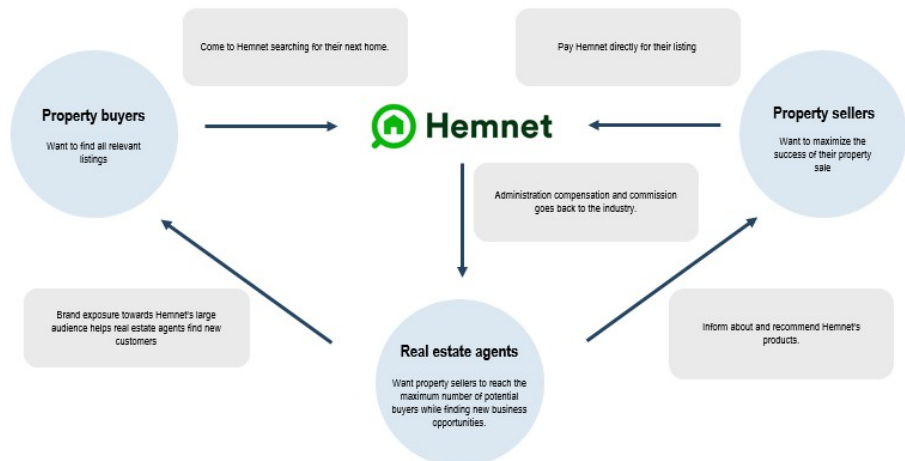 Come to Hemnet searching for their next home.
Pay Hemnet directly for their listing
Property buyers
Want to find all relevant
listings
Hemnet
Property sellers
Want to maximize the
success of their property
sale
Administration compensation and commission
goes back to the industry.
Brand exposure towards Hemnet's large
audience helps real estate agents find new
customers
Inform about and recommend Hemnet's
products.
Real estate agents
Want property sellers to reach the
maximum number of potential
buyers while finding new business
opportunities.